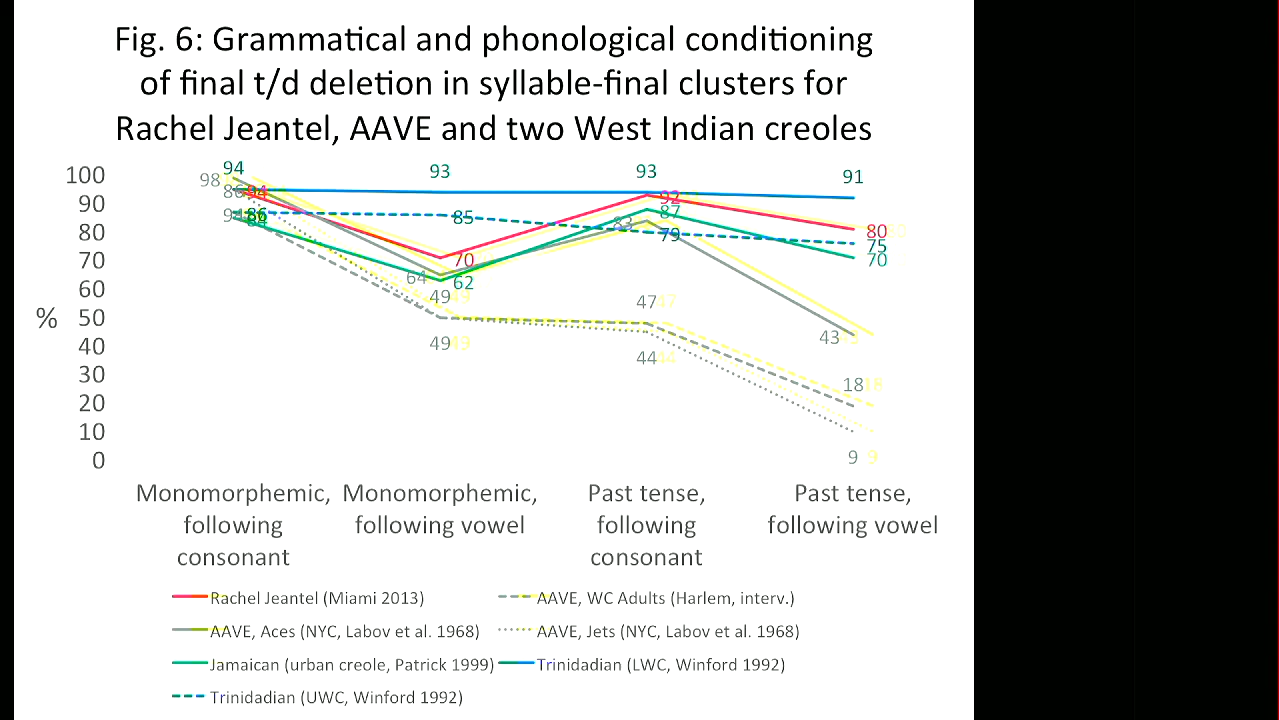 Fig. 6: Grammatical and phonological conditioning
of final t/d deletion in syllable-final clusters for
Rachel Jeantel, AAVE and two West Indian creoles
100
90
80
70
60
50
40
30
20
10
0
%
94
98
94
86
70
64
62
49
49
93
85
93
92
87
83
79
47
44
91
80
75
70
43
18
9
Monomorphemic,
following
consonant
Monomorphemic,
following vowel
Past tense,
following
consonant
Past tense,
following vowel
Rachel Jeantel (Miami 2013)
AAVE, WC Adults (Harlem, interv.)
AAVE, Aces (NYC, Labov et al. 1968)
AAVE, Jets (NYC, Labov et al. 1968)
Jamaican (urban creole, Patrick 1999)
Trinidadian (LWC, Winford 1992)
Trinidadian (UWC, Winford 1992)